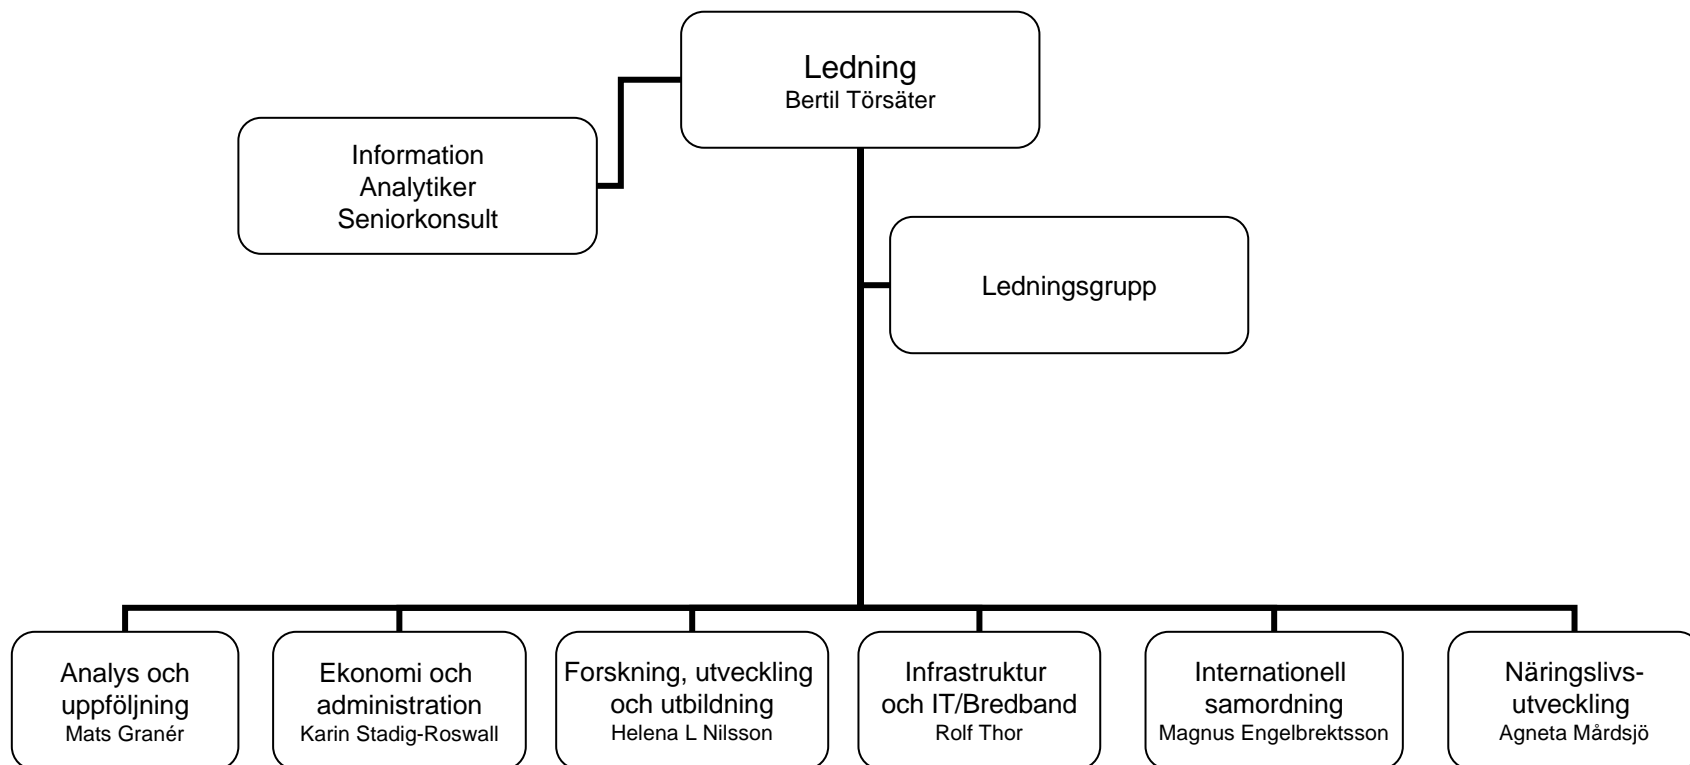 Ledning
Bertil Törsäter
Information
Analytiker
Seniorkonsult
Ledningsgrupp
Analys och
uppföljning
Mats Granér
Ekonomi och
administration
Karin Stadig-Roswall
Forskning, utveckling
och utbildning
Helena L Nilsson
Infrastruktur
och IT/Bredband
Rolf Thor
Internationell
samordning
Magnus Engelbrektsson
Näringslivs-
utveckling
Agneta Mårdsjö